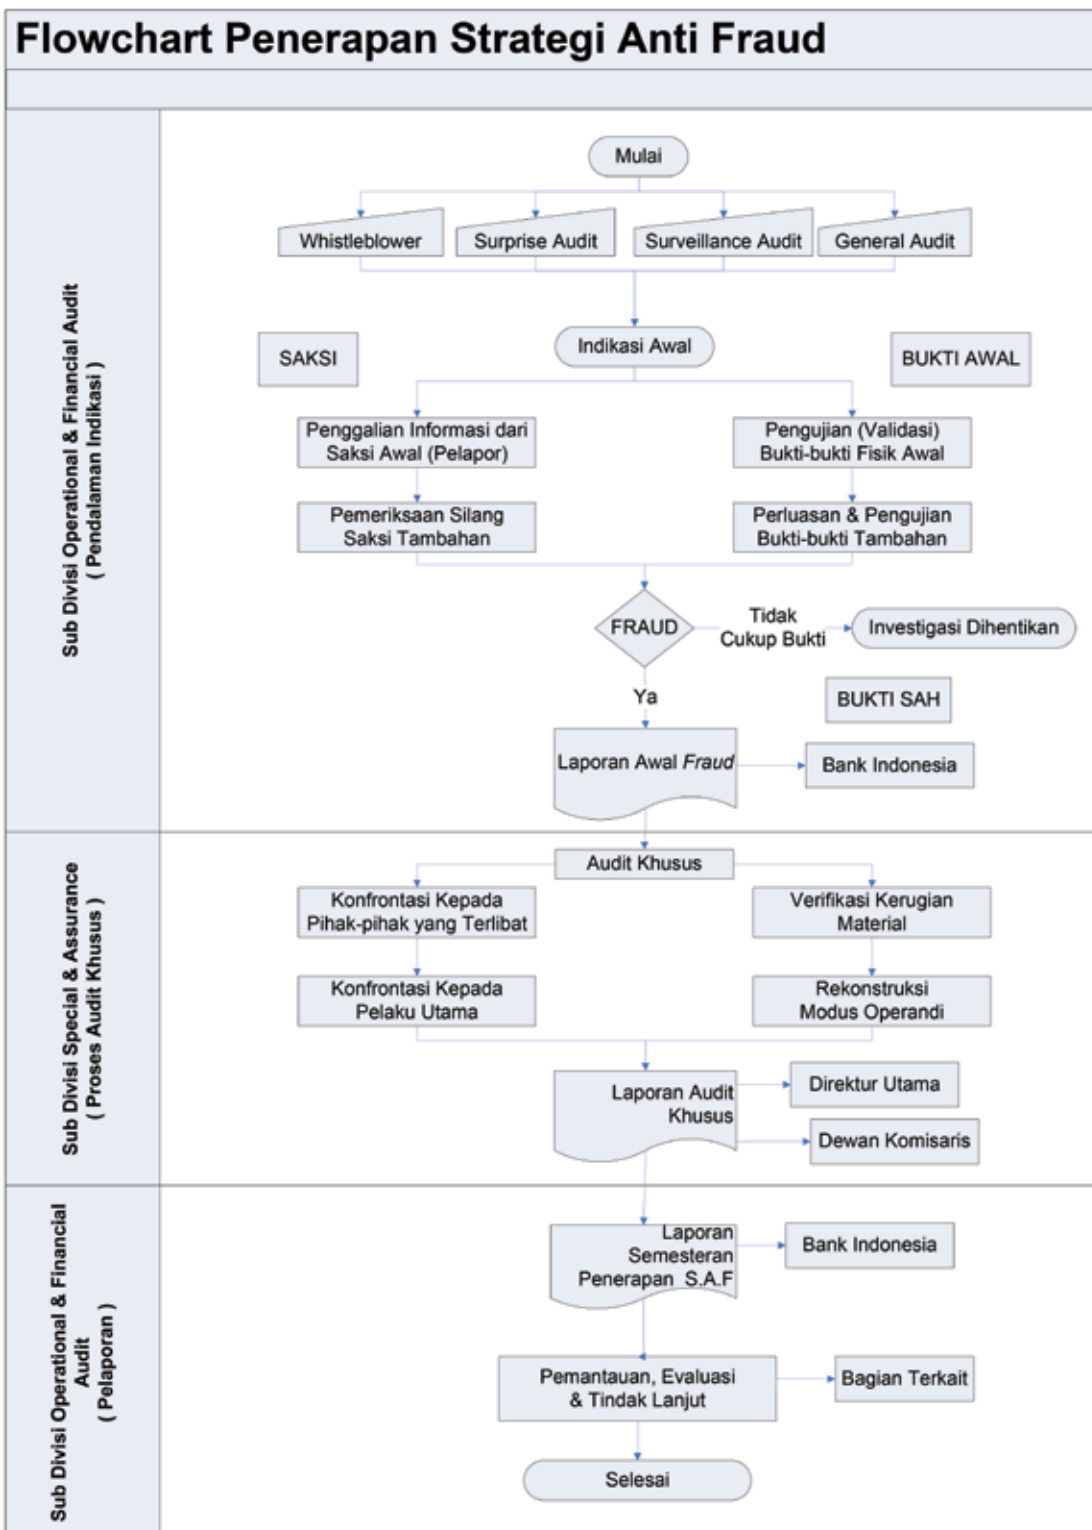 Flowchart Penerapan Strategi Anti Fraud
Sub Divisi Operational & Financial Audit
( Pendalaman Indikasi )
Mulai
Whistleblower
Surprise Audit
Surveillance Audit
General Audit
SAKSI
Indikasi Awal
BUKTI AWAL
Penggalian Informasi dari
Saksi Awal (Pelapor)
Pengujian (Validasi)
Bukti-bukti Fisik Awal
Pemeriksaan Silang
Saksi Tambahan
Perluasan & Pengujian
Bukti-bukti Tambahan
FRAUD
Tidak
Cukup Bukti
Investigasi Dihentikan
Ya
BUKTI SAH
Laporan Awal Fraud
Bank Indonesia
Sub Divisi Special & Assurance
( Proses Audit Khusus )
Audit Khusus
Konfrontasi Kepada
Pihak-pihak yang Terlibat
Verifikasi Kerugian
Material
Konfrontasi Kepada
Pelaku Utama
Rekonstruksi
Modus Operandi
Laporan Audit
Khusus
Direktur Utama
Dewan Komisaris
Sub Divisi Operational & Financial
Audit
( Pelaporan )
Laporan
Semesteran
Penerapan S.A.F
Bank Indonesia
Pemantauan, Evaluasi
& Tindak Lanjut
Bagian Terkait
Selesai